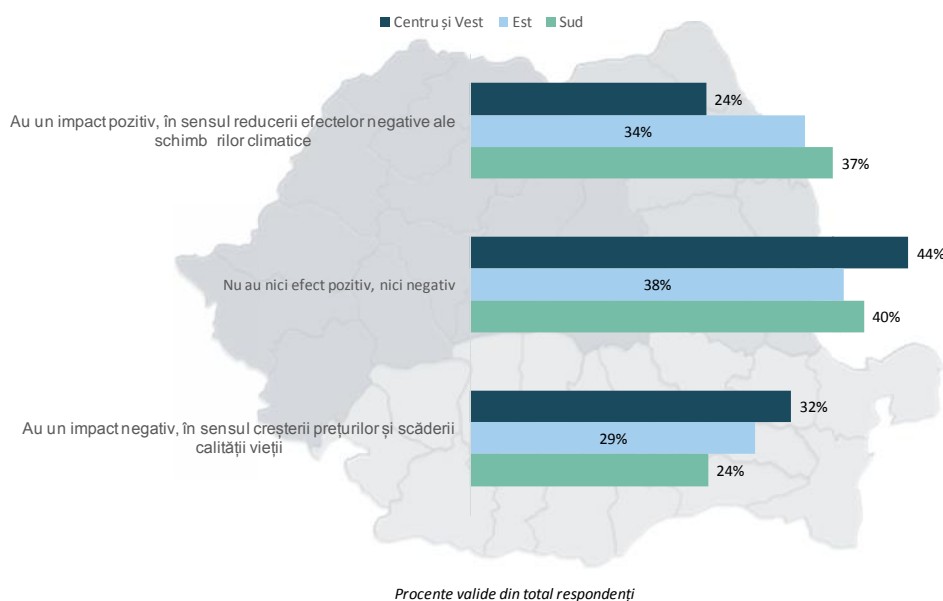 Centru și Vest Est Sud
Au un impact pozitiv, în sensul reducerii efectelor negative ale
schimb rilor climatice
24%
34%
37%
Nu au nici efect pozitiv, nici negativ
44%
38%
40%
Au un impact negativ, în sensul creșterii prețurilor și scăderii
calității vieții
32%
29%
24%
Procente valide din total respondenți